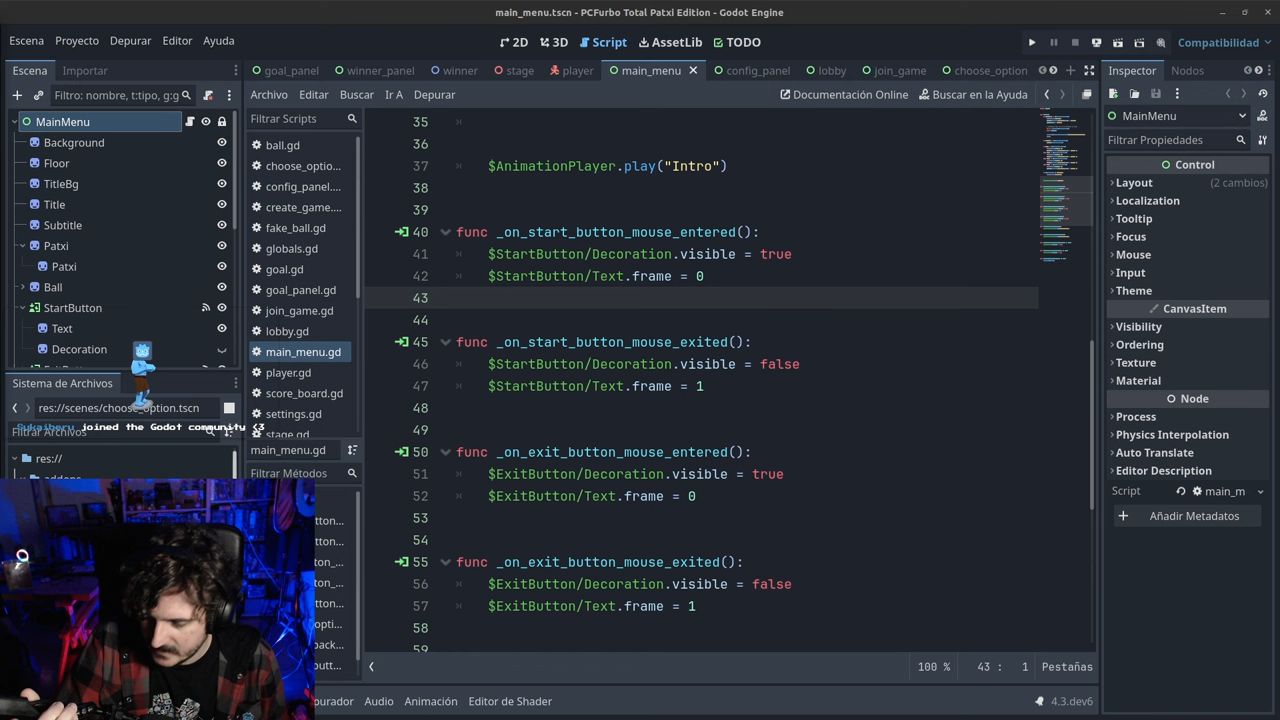 main_menu.tscn - PCFurbo Total Patxi Edition - Godot Engine
Escena Proyecto Depurar Editor Ayuda
2D 3D Script AssetLib TODO
Compatibilidad
Escena Importar
Filtro: nombre, t:tipo, g:g
MainMenu
Background
Floor
TitleBg
Title
Subtitle
Patxi
Patxi
Ball
StartButton
Text
Decoration
Sistema de Archivos
res://scenes/choose_option.tscn
joined the Godot community <3
Filtrar Archivos
res://
goal_panel winner_panel winner stage player main_menu config_panel lobby join_game choose_option
Archivo Editar Buscar Ir A Depurar
Documentación Online Buscar en la Ayuda
Filtrar Scripts
ball.gd
choose_optio...
config_panel....
create_game....
fake_ball.gd
globals.gd
goal.gd
goal_panel.gd
join_game.gd
lobby.gd
main_menu.gd
player.gd
score_board.gd
settings.gd
stage.gd
main_menu.gd
Filtrar Métodos
utton...
utton...
utton_...
utton_...
utton...
opti...
back...
butt...
35
36
37 $AnimationPlayer.play("Intro")
38
39
40 func _on_start_button_mouse_entered():
41 $StartButton/Decoration.visible = true
42 $StartButton/Text.frame = 0
43
44
45 func _on_start_button_mouse_exited():
46 $StartButton/Decoration.visible = false
47 $StartButton/Text.frame = 1
48
49
50 func _on_exit_button_mouse_entered():
51 $ExitButton/Decoration.visible = true
52 $ExitButton/Text.frame = 0
53
54
55 func _on_exit_button_mouse_exited():
56 $ExitButton/Decoration.visible = false
57 $ExitButton/Text.frame = 1
58
59
100 % 43 : 1 Pestañas
purador Audio Animación Editor de Shader
4.3.dev6
Inspector Nodos
MainMenu
Filtrar Propiedades
Control
Layout (2 cambios)
Localization
Tooltip
Focus
Mouse
Input
Theme
CanvasItem
Visibility
Ordering
Texture
Material
Node
Process
Physics Interpolation
Auto Translate
Editor Description
Script main_m
Añadir Metadatos